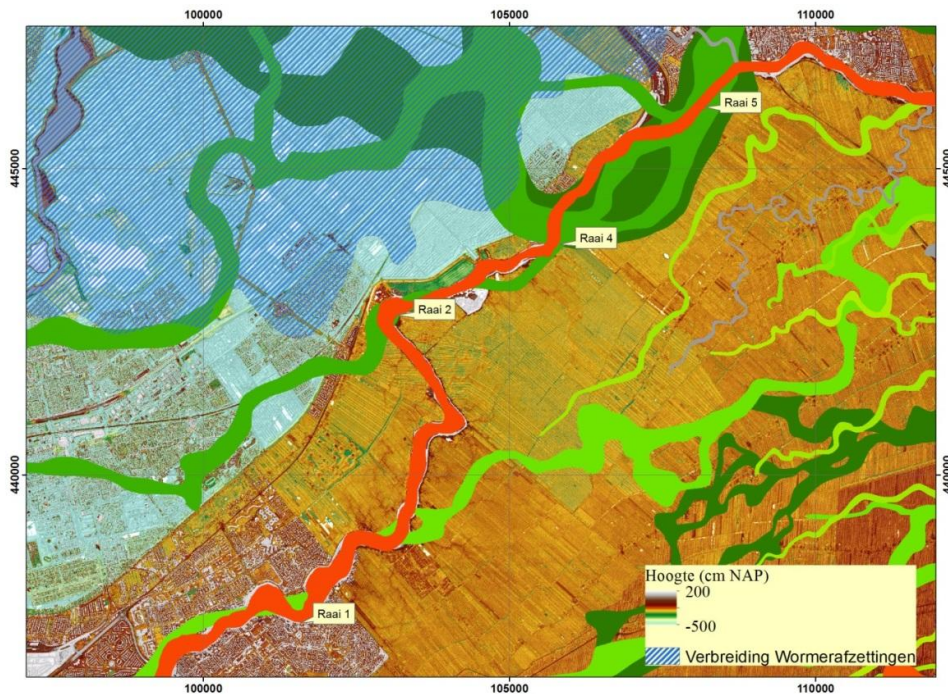 100000 105000 110000
445000 445000
440000 440000
Raai 5
Raai 4
Raai 2
Raai 1
Hoogte (cm NAP)
200
-500
Verbreiding Wormerafzettingen
100000 105000 110000